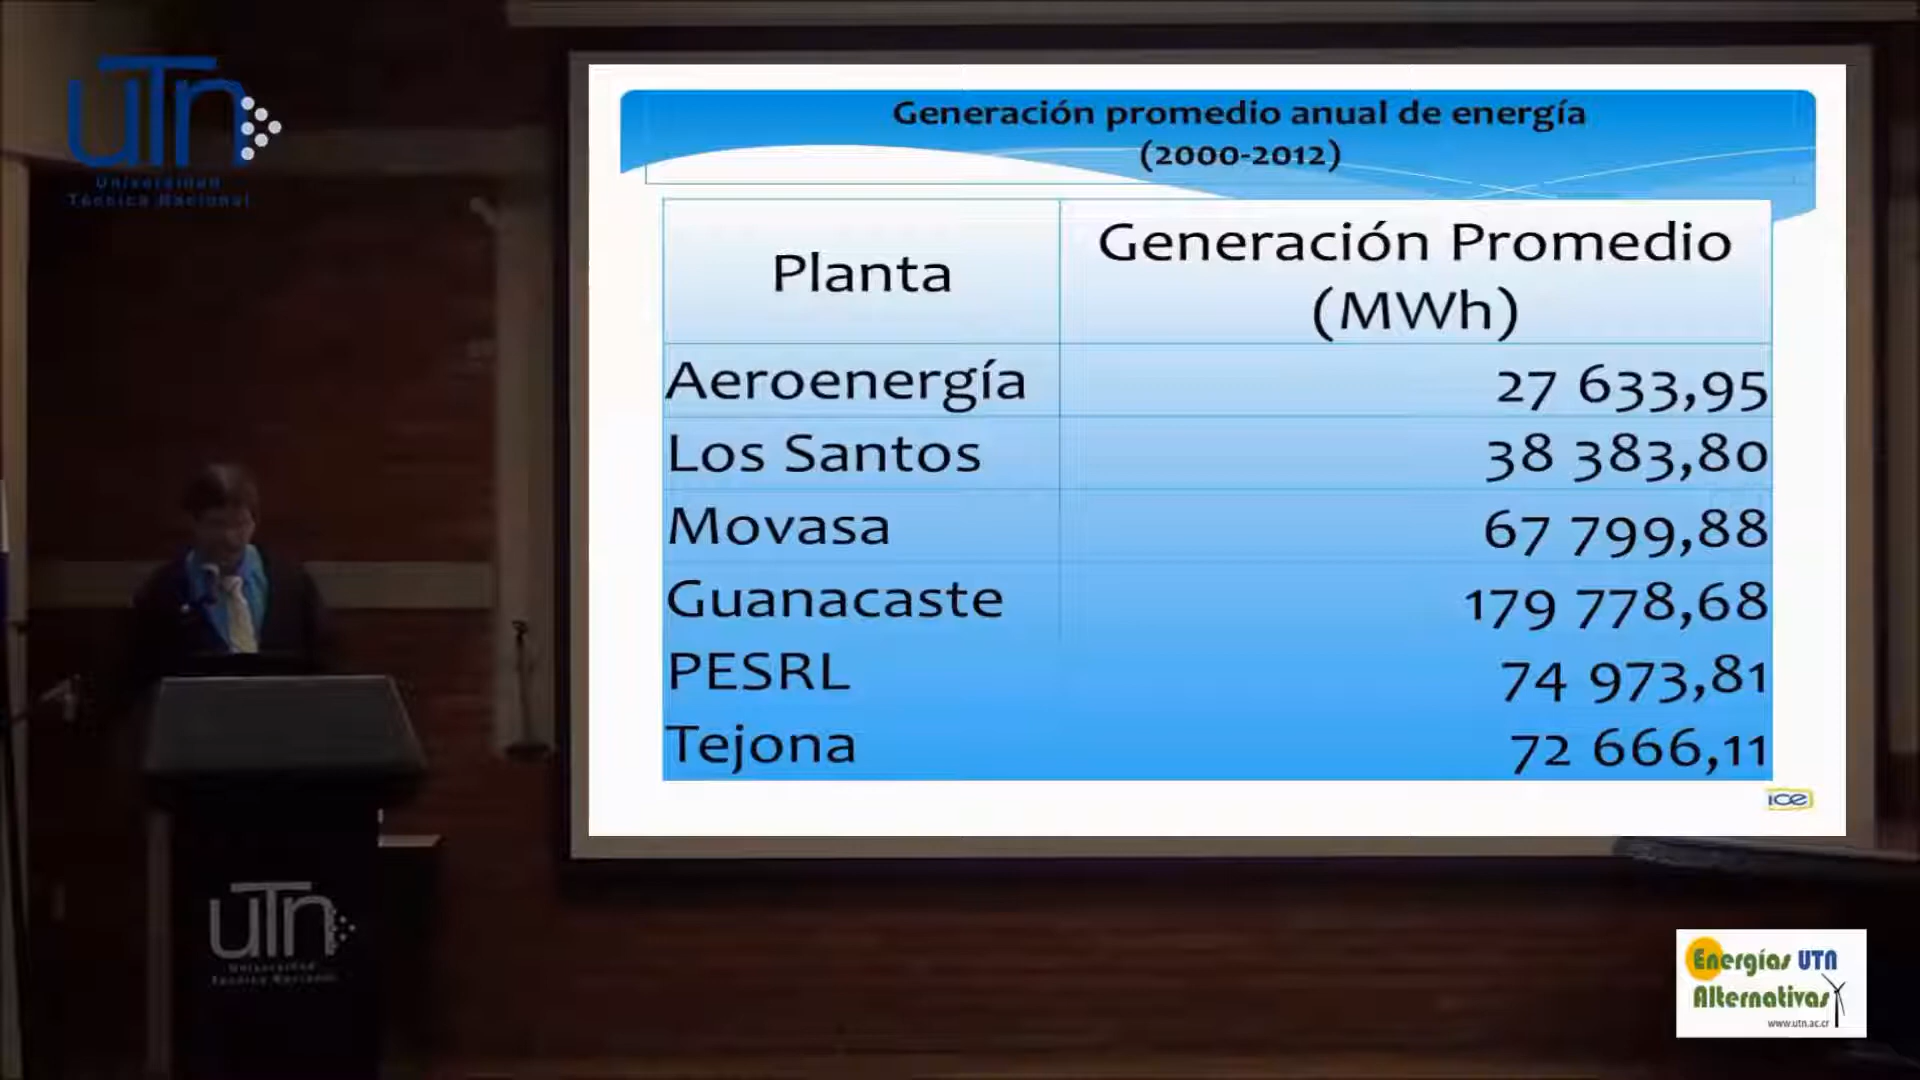 uTn
Universidad
Técnica Nacional
Generación promedio anual de energía
(2000-2012)
Planta
Generación Promedio
(MWh)
Aeroenergía
27 633,95
Los Santos
38 383,80
Movasa
67 799,88
Guanacaste
179 778,68
PESRL
74 973,81
Tejona
72 666,11
ice
uTn
Universidad
Técnica Nacional
Energías UTN
Alternativas
www.utn.ac.cr